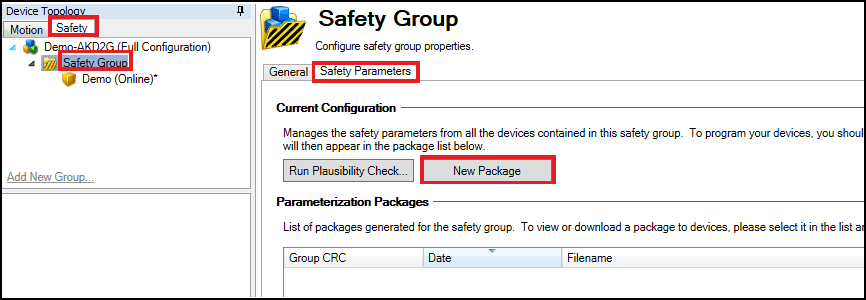 Device Topology
Motion
Safety
Demo-AKD2G (Full Configuration)
Safety Group
Demo (Online)*
Add New Group...
Safety Group
Configure safety group properties.
General
Safety Parameters
Current Configuration
Manages the safety parameters from all the devices contained in this safety group. To program your devices, you shou
will then appear in the package list below.
Run Plausibility Check...
New Package
Parameterization Packages
List of packages generated for the safety group. To view or download a package to devices, please select it in the list an
Group CRC
Date
Filename